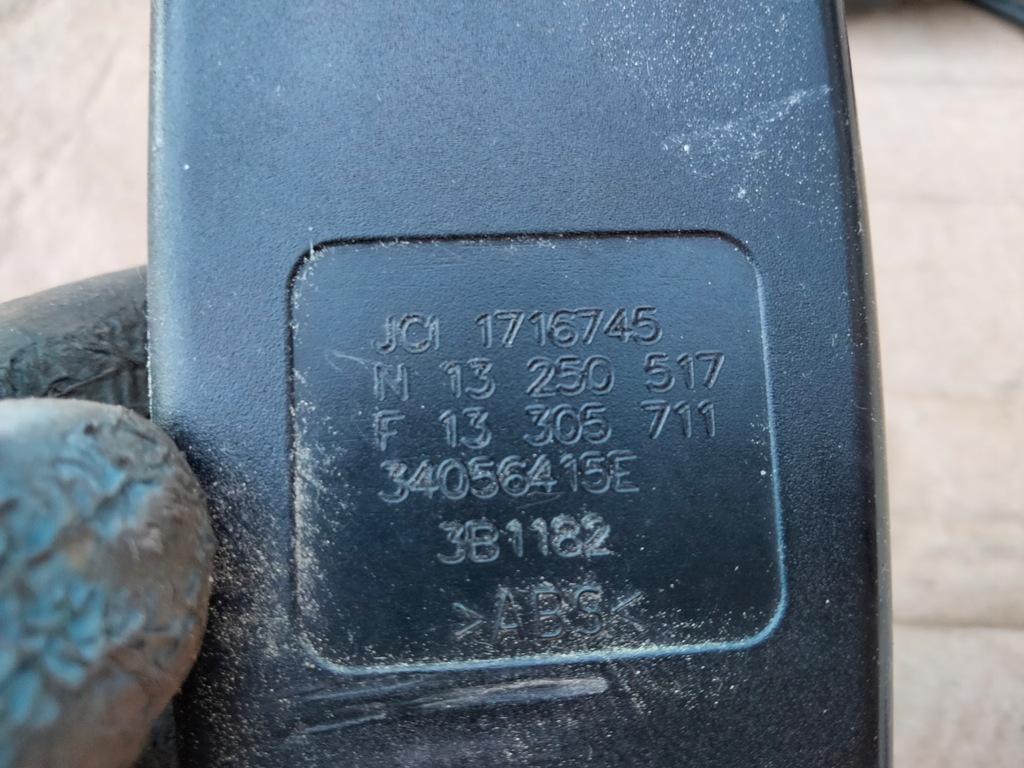 JCI 1716745
N 13 250 517
F 13 305 711
34056415E
3B1182
>ABS<